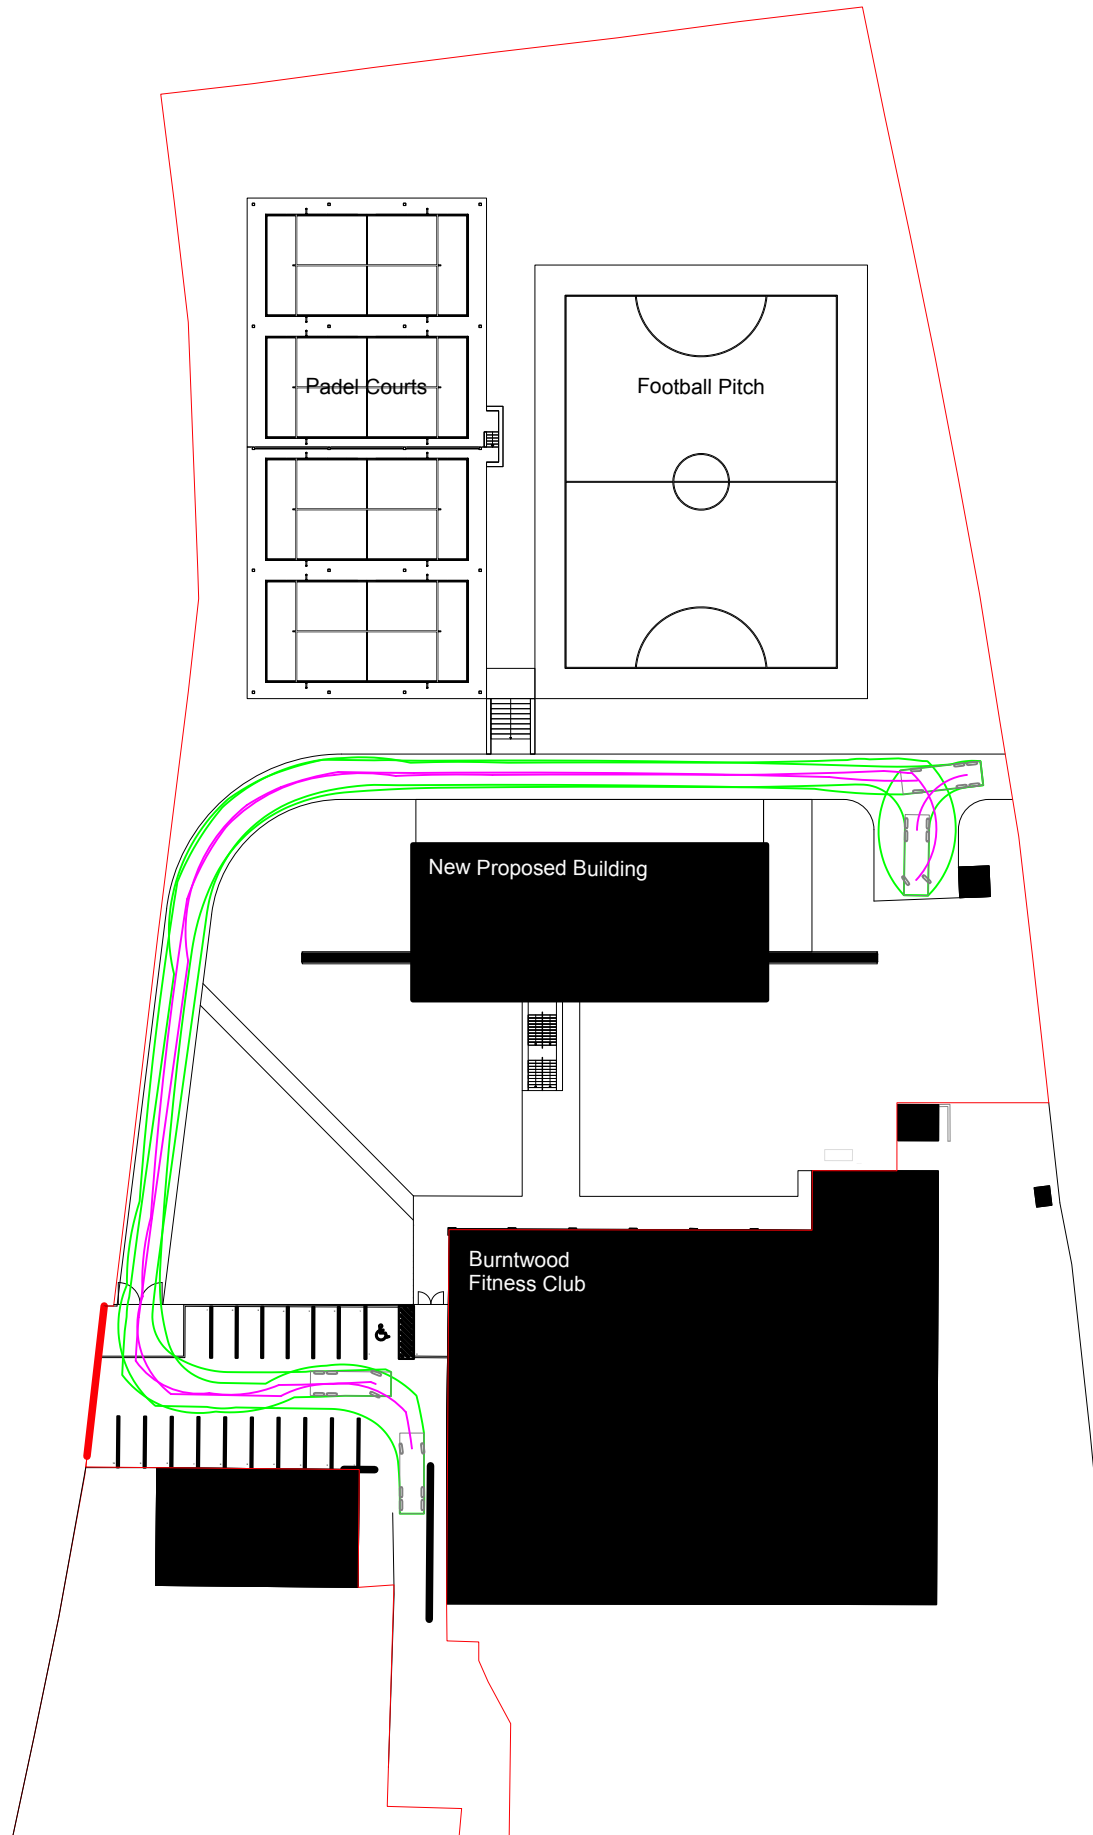 Padel Courts
Football Pitch
New Proposed Building
Burntwood
Fitness Club